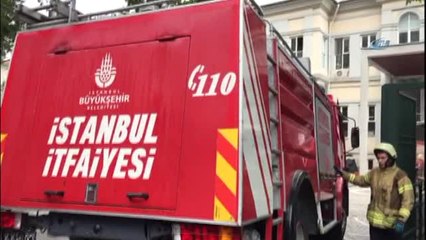 İSTANBUL
BÜYÜKŞEHİR
BELEDİYESİ
110
İSTANBUL
İTFAİYESİ